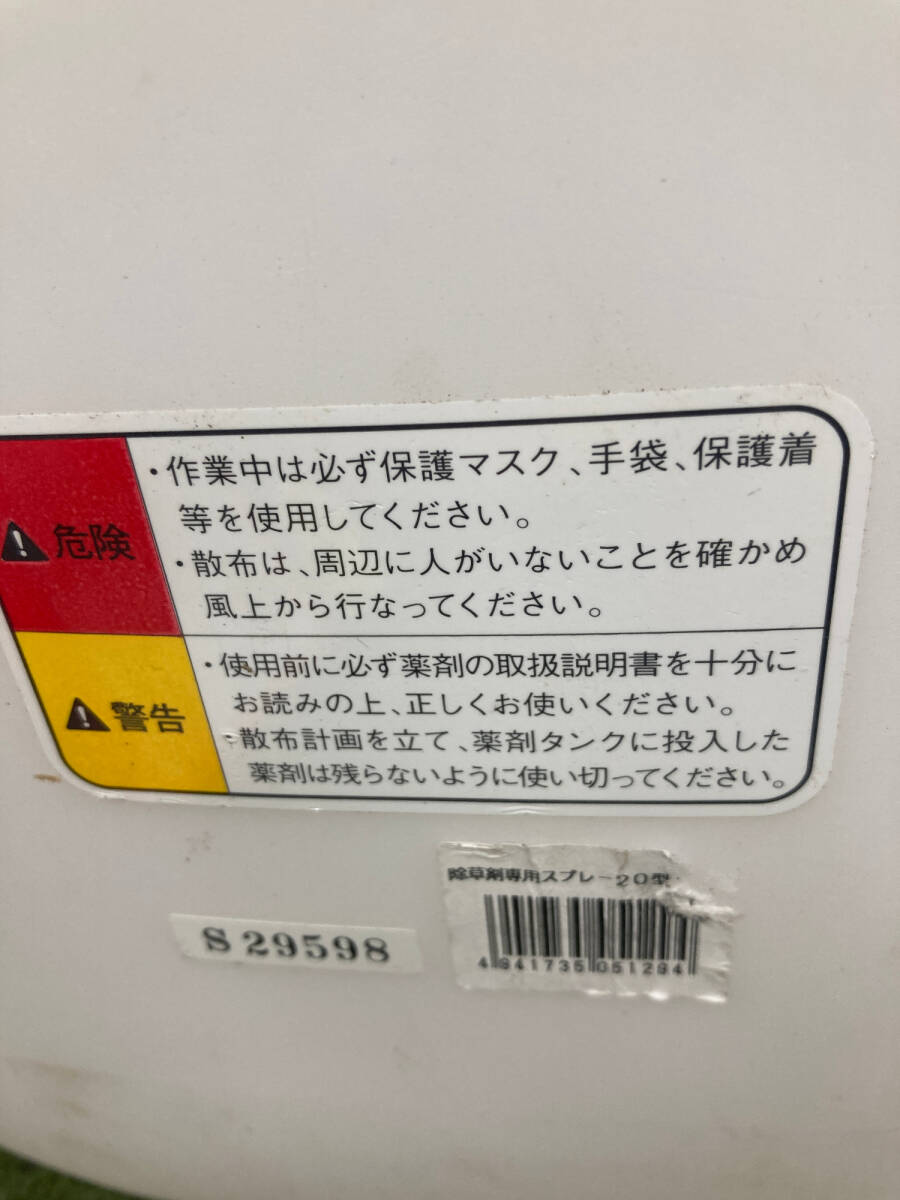 危険
・作業中は必ず保護マスク、手袋、保護着
等を使用してください。
・散布は、周辺に人がいないことを確かめ
風上から行なってください。
警告
・使用前に必ず薬剤の取扱説明書を十分に
お読みの上、正しくお使いください。
・散布計画を立て、薬剤タンクに投入した
薬剤は残らないように使い切ってください。
除草剤専用スプレー20型
S 29598
4 941735 051294